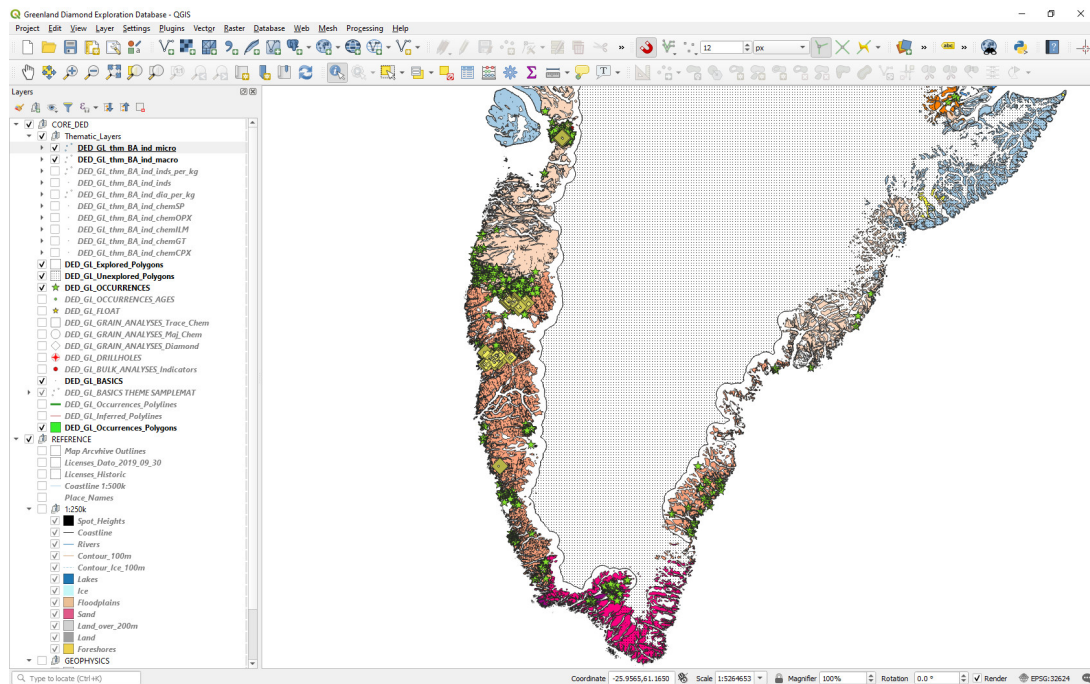 Greenland Diamond Exploration Database - QGIS
Project Edit View Layer Settings Plugins Vector Raster Database Web Mesh Processing Help
» 12 px » abc »
Layers
CORE_DED
Thematic_Layers
DED_GL_thm_BA_ind_micro
DED_GL_thm_BA_ind_macro
DED_GL_thm_BA_ind_inds_per_kg
DED_GL_thm_BA_ind_inds
DED_GL_thm_BA_ind_dia_per_kg
DED_GL_thm_BA_ind_chemSP
DED_GL_thm_BA_ind_chemOPX
DED_GL_thm_BA_ind_chemILM
DED_GL_thm_BA_ind_chemGT
DED_GL_thm_BA_ind_chemCPX
DED_GL_Explored_Polygons
DED_GL_Unexplored_Polygons
DED_GL_OCCURRENCES
DED_GL_OCCURRENCES_AGES
DED_GL_FLOAT
DED_GL_GRAIN_ANALYSES_Trace_Chem
DED_GL_GRAIN_ANALYSES_Maj_Chem
DED_GL_GRAIN_ANALYSES_Diamond
DED_GL_DRILLHOLES
DED_GL_BULK_ANALYSES_Indicators
DED_GL_BASICS
DED_GL_BASICS THEME SAMPLEMAT
DED_GL_Occurrences_Polylines
DED_GL_Inferred_Polylines
DED_GL_Occurrences_Polygons
REFERENCE
Map Arcvhive Outlines
Licenses_Dato_2019_09_30
Licenses_Historic
Coastline 1:500k
Place_Names
1:250k
Spot_Heights
Coastline
Rivers
Contour_100m
Contour_Ice_100m
Lakes
Ice
Floodplains
Sand
Land_over_200m
Land
Foreshores
GEOPHYSICS
Type to locate (Ctrl+K) Coordinate -25.9565,61.1650 Scale 1:5264653 Magnifier 100% Rotation 0.0 ° Render EPSG:32624